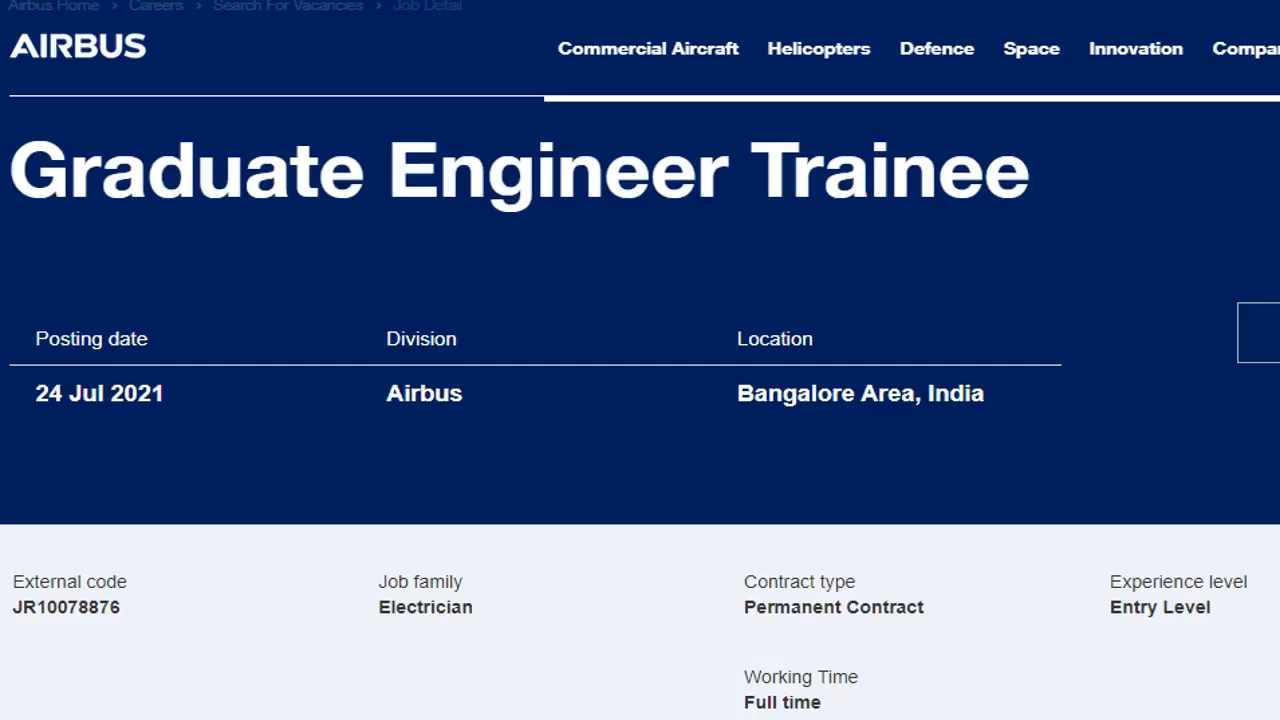 Airbus Home > Careers > Search For Vacancies > Job Detail
AIRBUS
Commercial Aircraft Helicopters Defence Space Innovation
Graduate Engineer Trainee
Posting date Division Location
24 Jul 2021 Airbus Bangalore Area, India
External code Job family Contract type Experience level
JR10078876 Electrician Permanent Contract Entry Level
Working Time
Full time